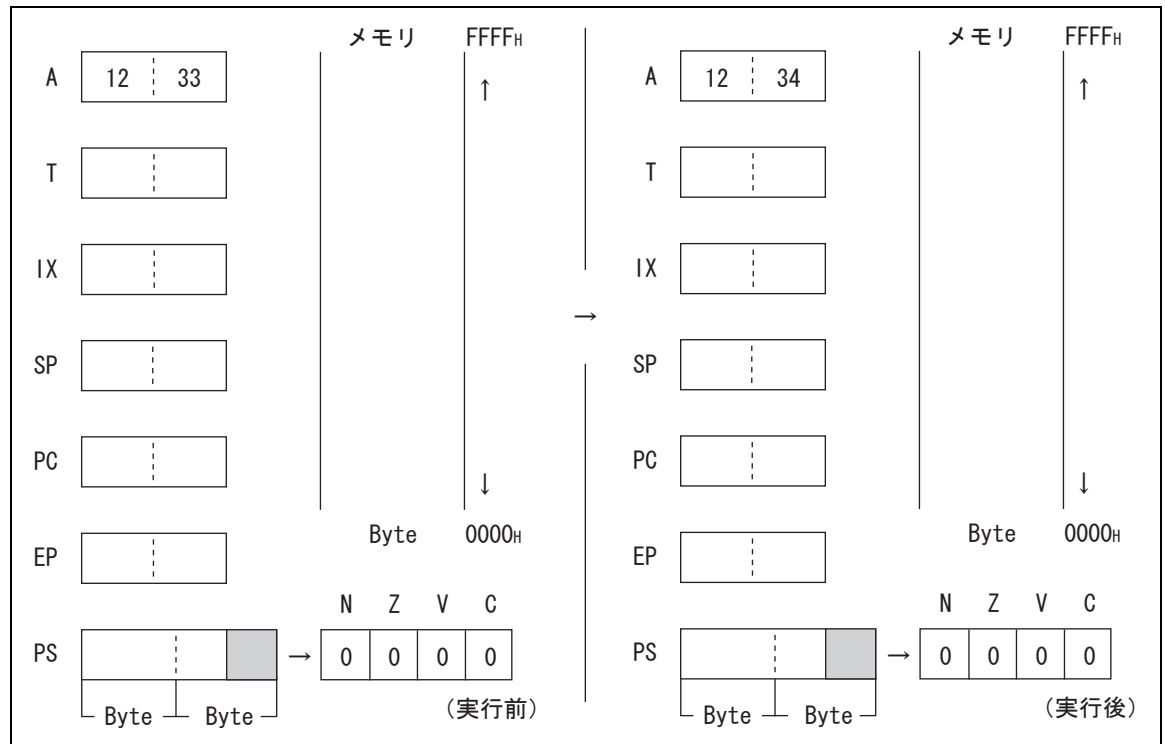 メモリ FFFFH
A 12 33
↑
T
IX
SP
PC
↓
Byte 0000H
EP
N Z V C
PS → 0 0 0 0
Byte Byte (実行前)
→
メモリ FFFFH
A 12 34
↑
T
IX
SP
PC
↓
Byte 0000H
EP
N Z V C
PS → 0 0 0 0
Byte Byte (実行後)